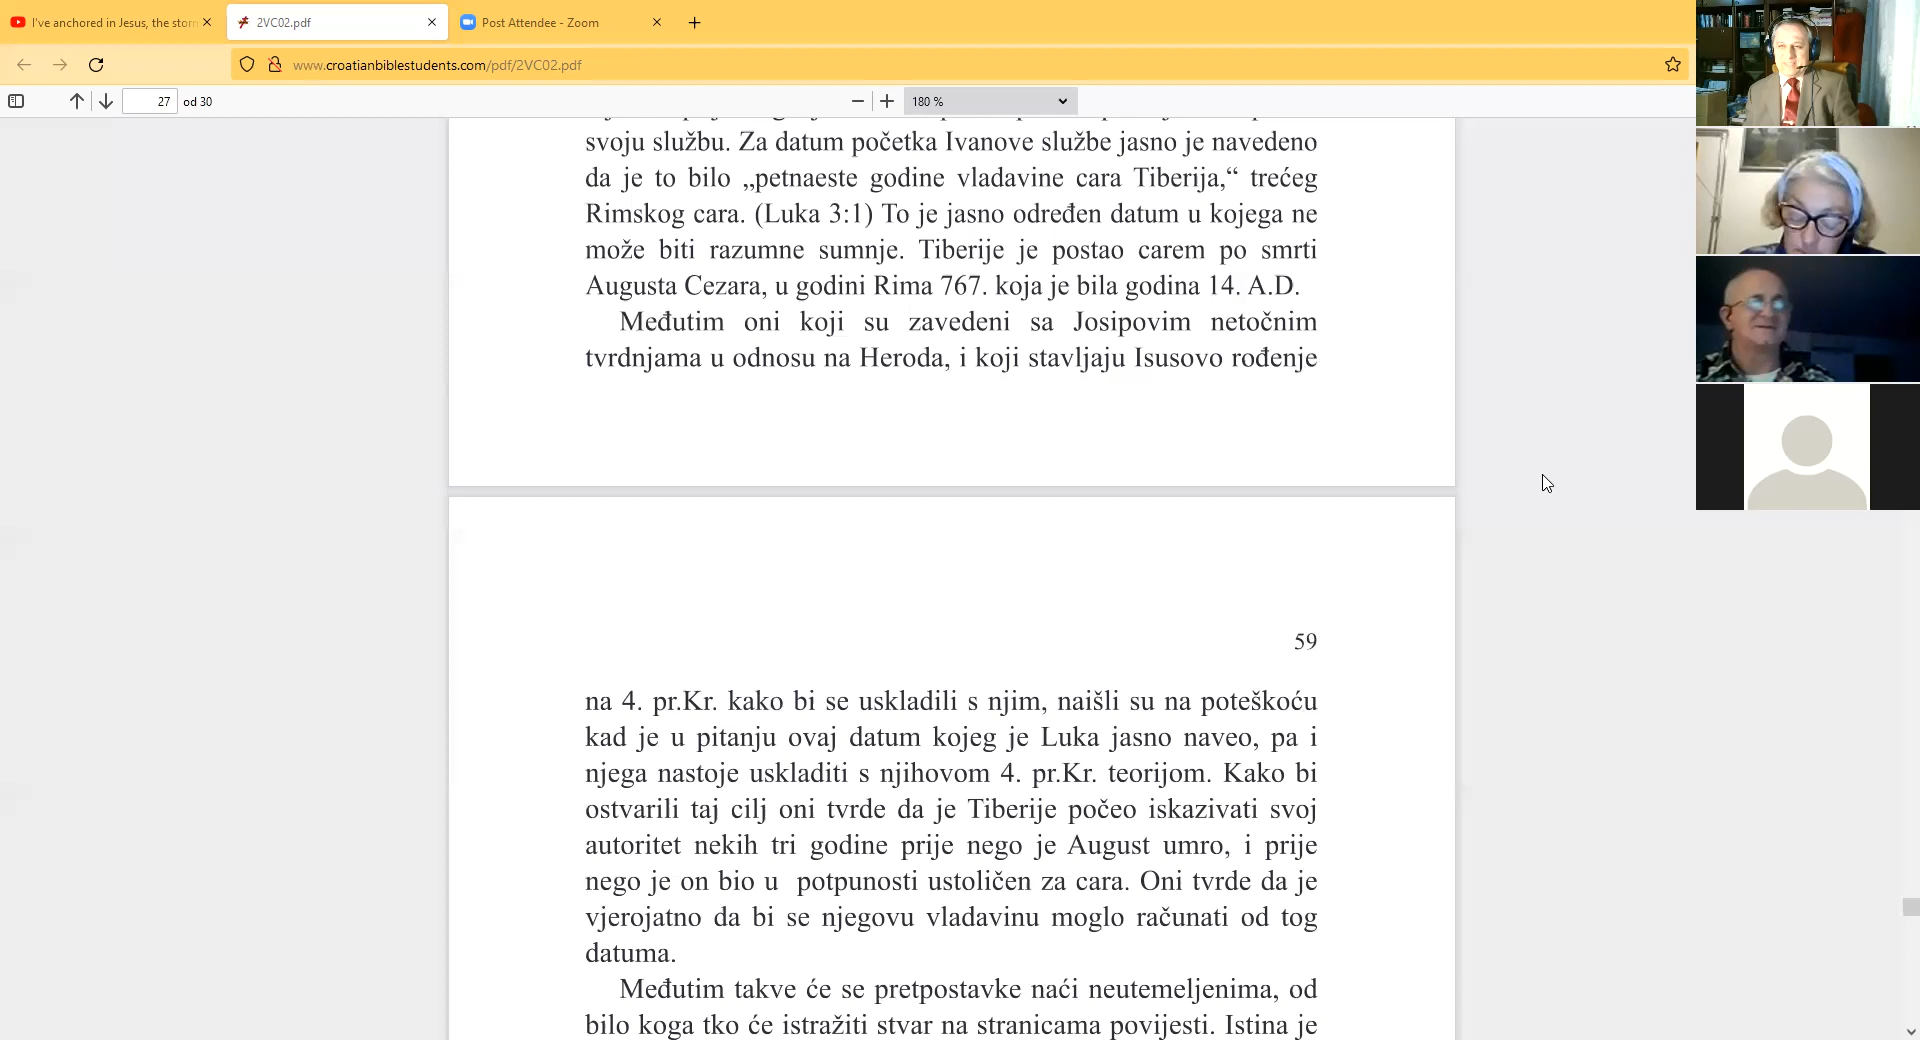 I've anchored in Jesus, the storm
2VC02.pdf
Post Attendee - Zoom
www.croatianbiblestudents.com/pdf/2VC02.pdf
27 od 30
180 %
svoju službu. Za datum početka Ivanove službe jasno je navedeno
da je to bilo „petnaeste godine vladavine cara Tiberija,“ trećeg
Rimskog cara. (Luka 3:1) To je jasno određen datum u kojega ne
može biti razumne sumnje. Tiberije je postao carem po smrti
Augusta Cezara, u godini Rima 767. koja je bila godina 14. A.D.
Međutim oni koji su zavedeni sa Josipovim netočnim
tvrdnjama u odnosu na Heroda, i koji stavljaju Isusovo rođenje
59
na 4. pr.Kr. kako bi se uskladili s njim, naišli su na poteškoću
kad je u pitanju ovaj datum kojeg je Luka jasno naveo, pa i
njega nastoje uskladiti s njihovom 4. pr.Kr. teorijom. Kako bi
ostvarili taj cilj oni tvrde da je Tiberije počeo iskazivati svoj
autoritet nekih tri godine prije nego je August umro, i prije
nego je on bio u potpunosti ustoličen za cara. Oni tvrde da je
vjerojatno da bi se njegovu vladavinu moglo računati od tog
datuma.
Međutim takve će se pretpostavke naći neutemeljenima, od
bilo koga tko će istražiti stvar na stranicama povijesti. Istina je